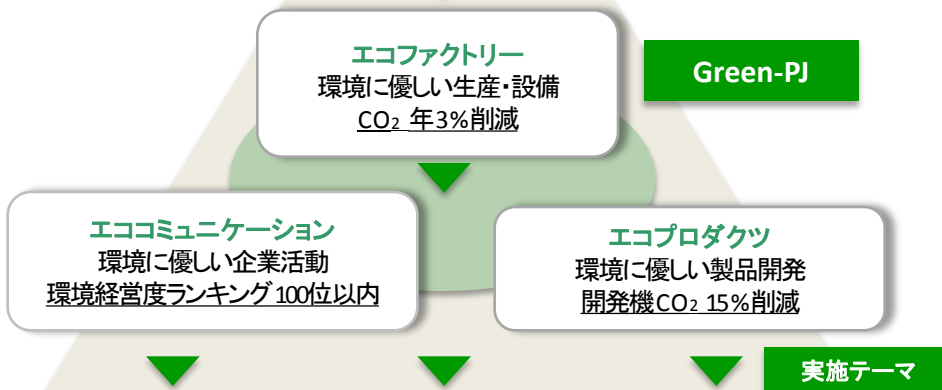 エコファクトリー
環境に優しい生産・設備
CO₂ 年3%削減
Green-PJ
エココミュニケーション
環境に優しい企業活動
環境経営度ランキング100位以内
エコプロダクツ
環境に優しい製品開発
開発機CO₂ 15%削減
実施テーマ